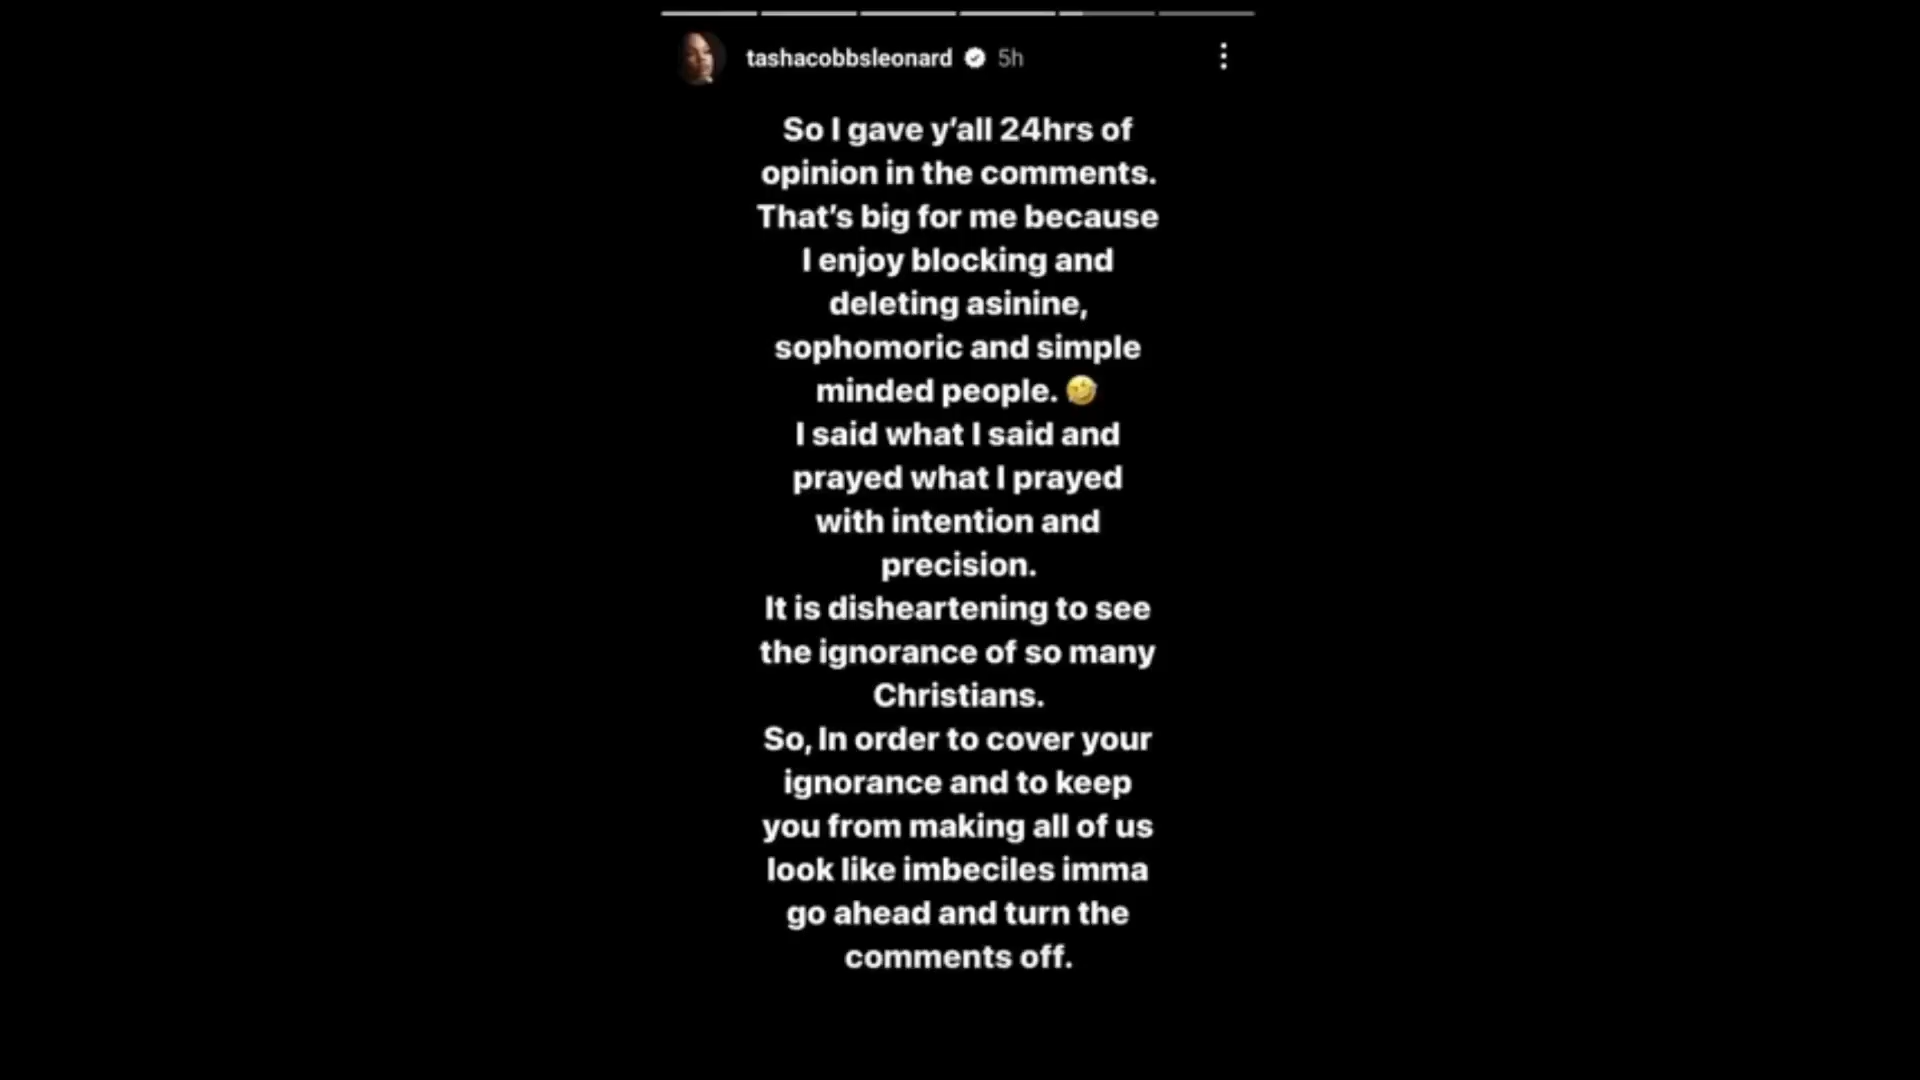 tashacobbsleonard 5h
So I gave y’all 24hrs of
opinion in the comments.
That’s big for me because
I enjoy blocking and
deleting asinine,
sophomoric and simple
minded people. 🤣
I said what I said and
prayed what I prayed
with intention and
precision.
It is disheartening to see
the ignorance of so many
Christians.
So, In order to cover your
ignorance and to keep
you from making all of us
look like imbeciles imma
go ahead and turn the
comments off.